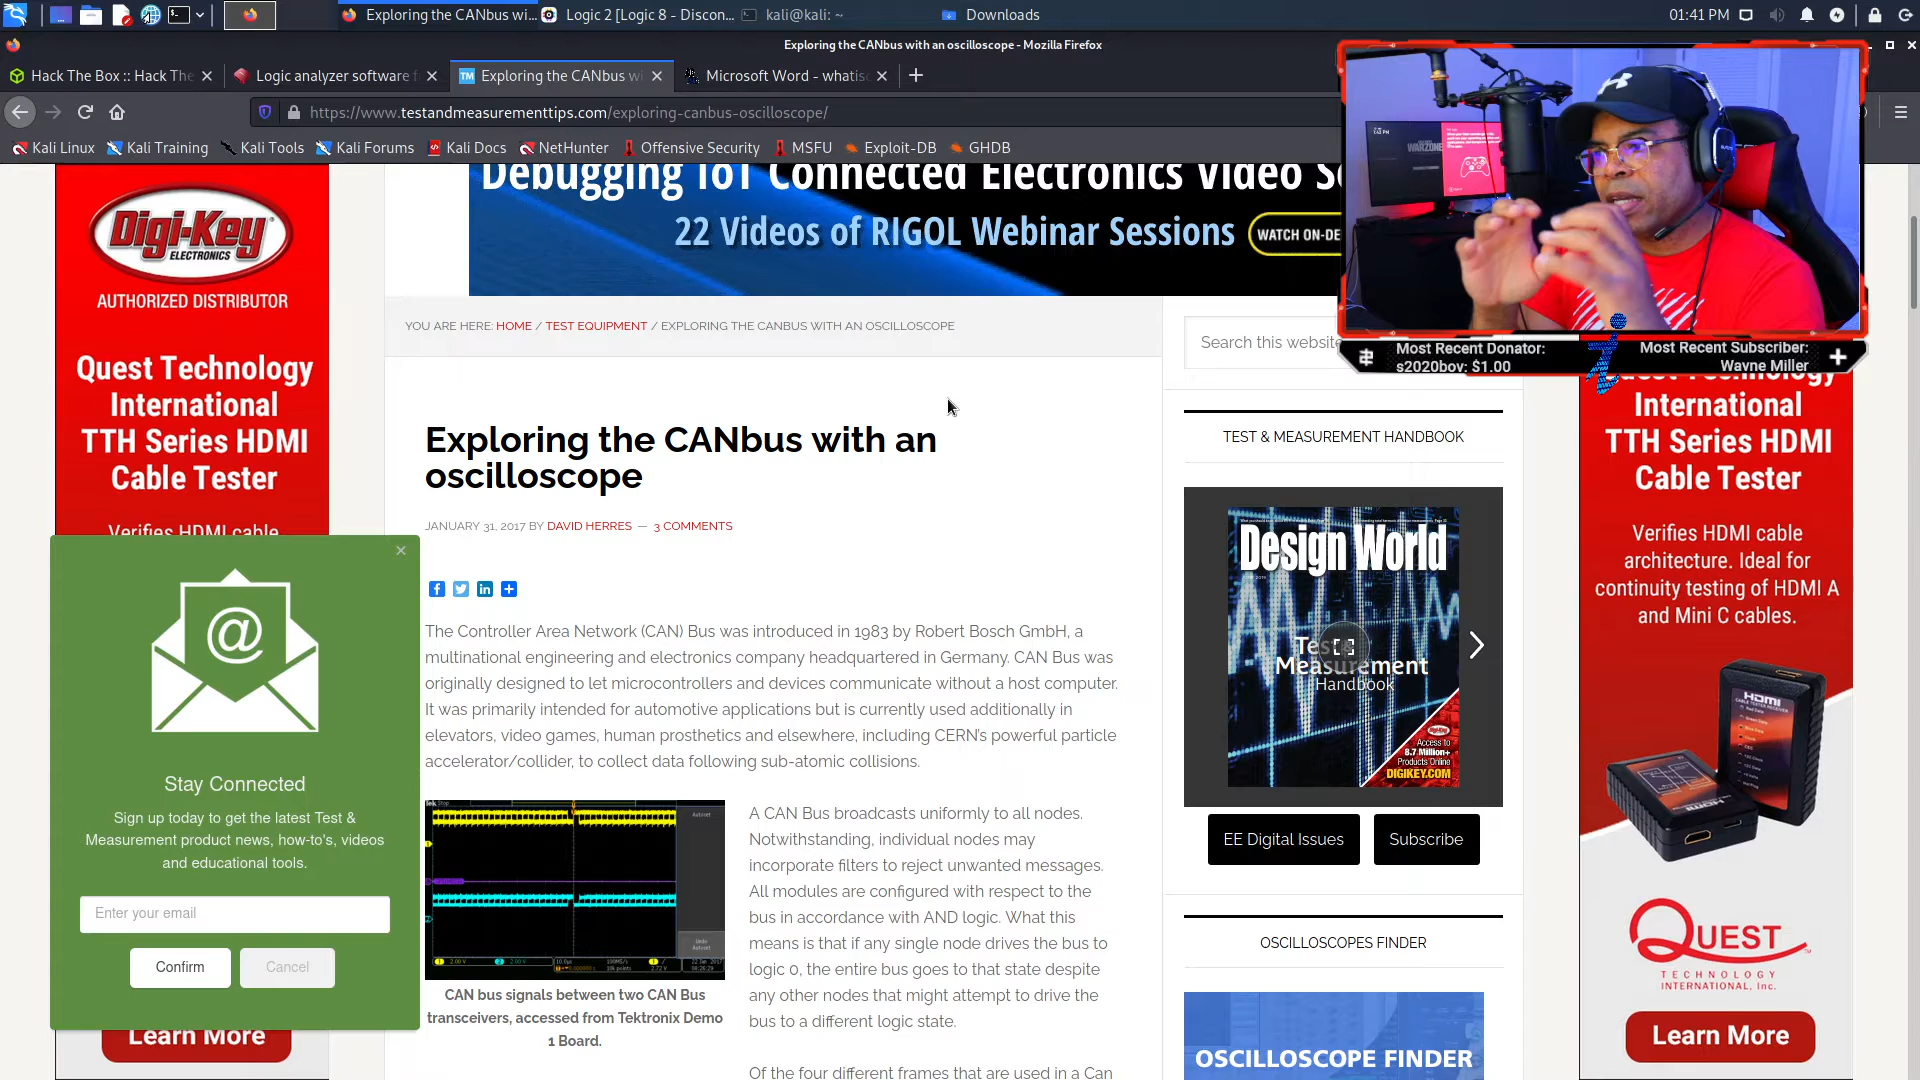 Exploring the CANbus wi...
Logic 2 [Logic 8 - Discon...
kali@kali: ~
Downloads
01:41 PM
Exploring the CANbus with an oscilloscope - Mozilla Firefox
Hack The Box :: Hack The
Logic analyzer software f
Exploring the CANbus wi
Microsoft Word - whatis
https://www.testandmeasurementtips.com/exploring-canbus-oscilloscope/
Kali Linux
Kali Training
Kali Tools
Kali Forums
Kali Docs
NetHunter
Offensive Security
MSFU
Exploit-DB
GHDB
Debugging IoT Connected Electronics Video Se
22 Videos of RIGOL Webinar Sessions
WATCH ON-DE
Digi-Key
ELECTRONICS
AUTHORIZED DISTRIBUTOR
Quest Technology
International
TTH Series HDMI
Cable Tester
Verifies HDMI cable
YOU ARE HERE: HOME / TEST EQUIPMENT / EXPLORING THE CANBUS WITH AN OSCILLOSCOPE
Search this website
Most Recent Donator:
s2020boy: $1.00
Most Recent Subscriber:
Wayne Miller
Exploring the CANbus with an
oscilloscope
JANUARY 31, 2017 BY DAVID HERRES — 3 COMMENTS
The Controller Area Network (CAN) Bus was introduced in 1983 by Robert Bosch GmbH, a
multinational engineering and electronics company headquartered in Germany. CAN Bus was
originally designed to let microcontrollers and devices communicate without a host computer.
It was primarily intended for automotive applications but is currently used additionally in
elevators, video games, human prosthetics and elsewhere, including CERN's powerful particle
accelerator/collider, to collect data following sub-atomic collisions.
A CAN Bus broadcasts uniformly to all nodes.
Notwithstanding, individual nodes may
incorporate filters to reject unwanted messages.
All modules are configured with respect to the
bus in accordance with AND logic. What this
means is that if any single node drives the bus to
logic 0, the entire bus goes to that state despite
any other nodes that might attempt to drive the
bus to a different logic state.
Of the four different frames that are used in a Can
CAN bus signals between two CAN Bus
transceivers, accessed from Tektronix Demo
1 Board.
Stay Connected
Sign up today to get the latest Test &
Measurement product news, how-to's, videos
and educational tools.
Enter your email
Confirm
Cancel
Learn More
TEST & MEASUREMENT HANDBOOK
Design World
Test &
Measurement
Handbook
Access to
8.7 Million+
Products Online
DIGIKEY.COM
EE Digital Issues
Subscribe
OSCILLOSCOPES FINDER
OSCILLOSCOPE FINDER
Quest Technology
International
TTH Series HDMI
Cable Tester
Verifies HDMI cable
architecture. Ideal for
continuity testing of HDMI A
and Mini C cables.
HDMI
QUEST
TECHNOLOGY
INTERNATIONAL, Inc.
Learn More